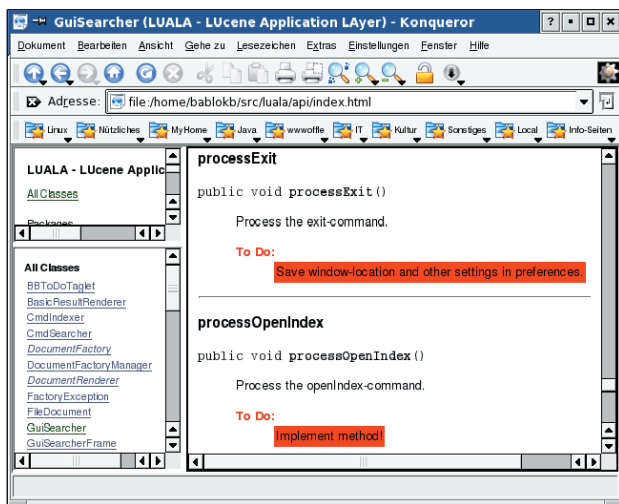 GuiSearcher (LUALA - LUcene Application LAyer) - Konqueror
Dokument Bearbeiten Ansicht Gehe zu Lesezeichen Extras Einstellungen Fenster Hilfe
Adresse: file:/home/bablokb/src/luala/api/index.html
Linux Nützliches MyHome Java wwwoffle IT Kultur Sonstiges Local Info-Seiten
LUALA - LUcene Applic
All Classes
Packages
All Classes
BBToDoTaglet
BasicResultRenderer
CmdIndexer
CmdSearcher
DocumentFactory
DocumentFactoryManager
DocumentRenderer
FactoryException
FileDocument
GuiSearcher
GuiSearcherFrame
processExit
public void processExit()
Process the exit-command.
To Do:
Save window-location and other settings in preferences.
processOpenIndex
public void processOpenIndex()
Process the openIndex-command.
To Do:
Implement method!